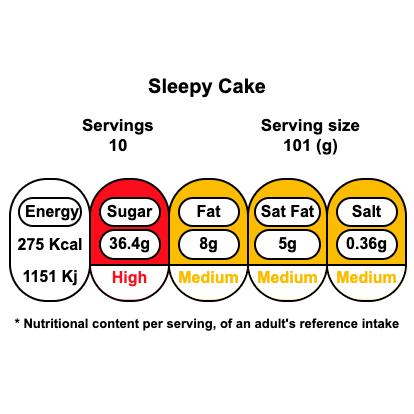 Sleepy Cake
Servings
10
Serving size
101 (g)
Energy
275 Kcal
1151 Kj
Sugar
36.4g
High
Fat
8g
Medium
Sat Fat
5g
Medium
Salt
0.36g
Medium
* Nutritional content per serving, of an adult's reference intake